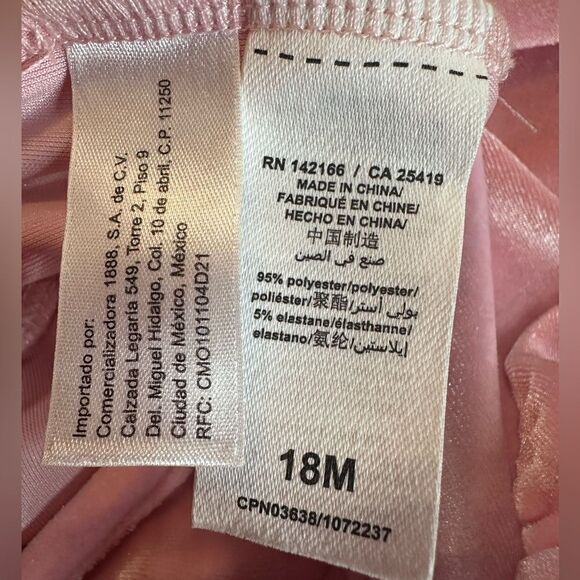 Importado por:
Comercializadora 1888, S.A. de C.V.
Calzada Legaria 549, Torre 2, Piso 9
Del. Miguel Hidalgo, Col. 10 de abril, C.P. 11250
Ciudad de México, México
RFC: CMO101104D21
RN 142166 / CA 25419
MADE IN CHINA/
FABRIQUÉ EN CHINE/
HECHO EN CHINA/
中国制造
صنع في الصين
95% polyester/polyester/
poliéster/聚酯/بولي أستر/
5% elastane/élasthanne/
elastano/氨纶/إيلاستين/
18M
CPN03638/1072237